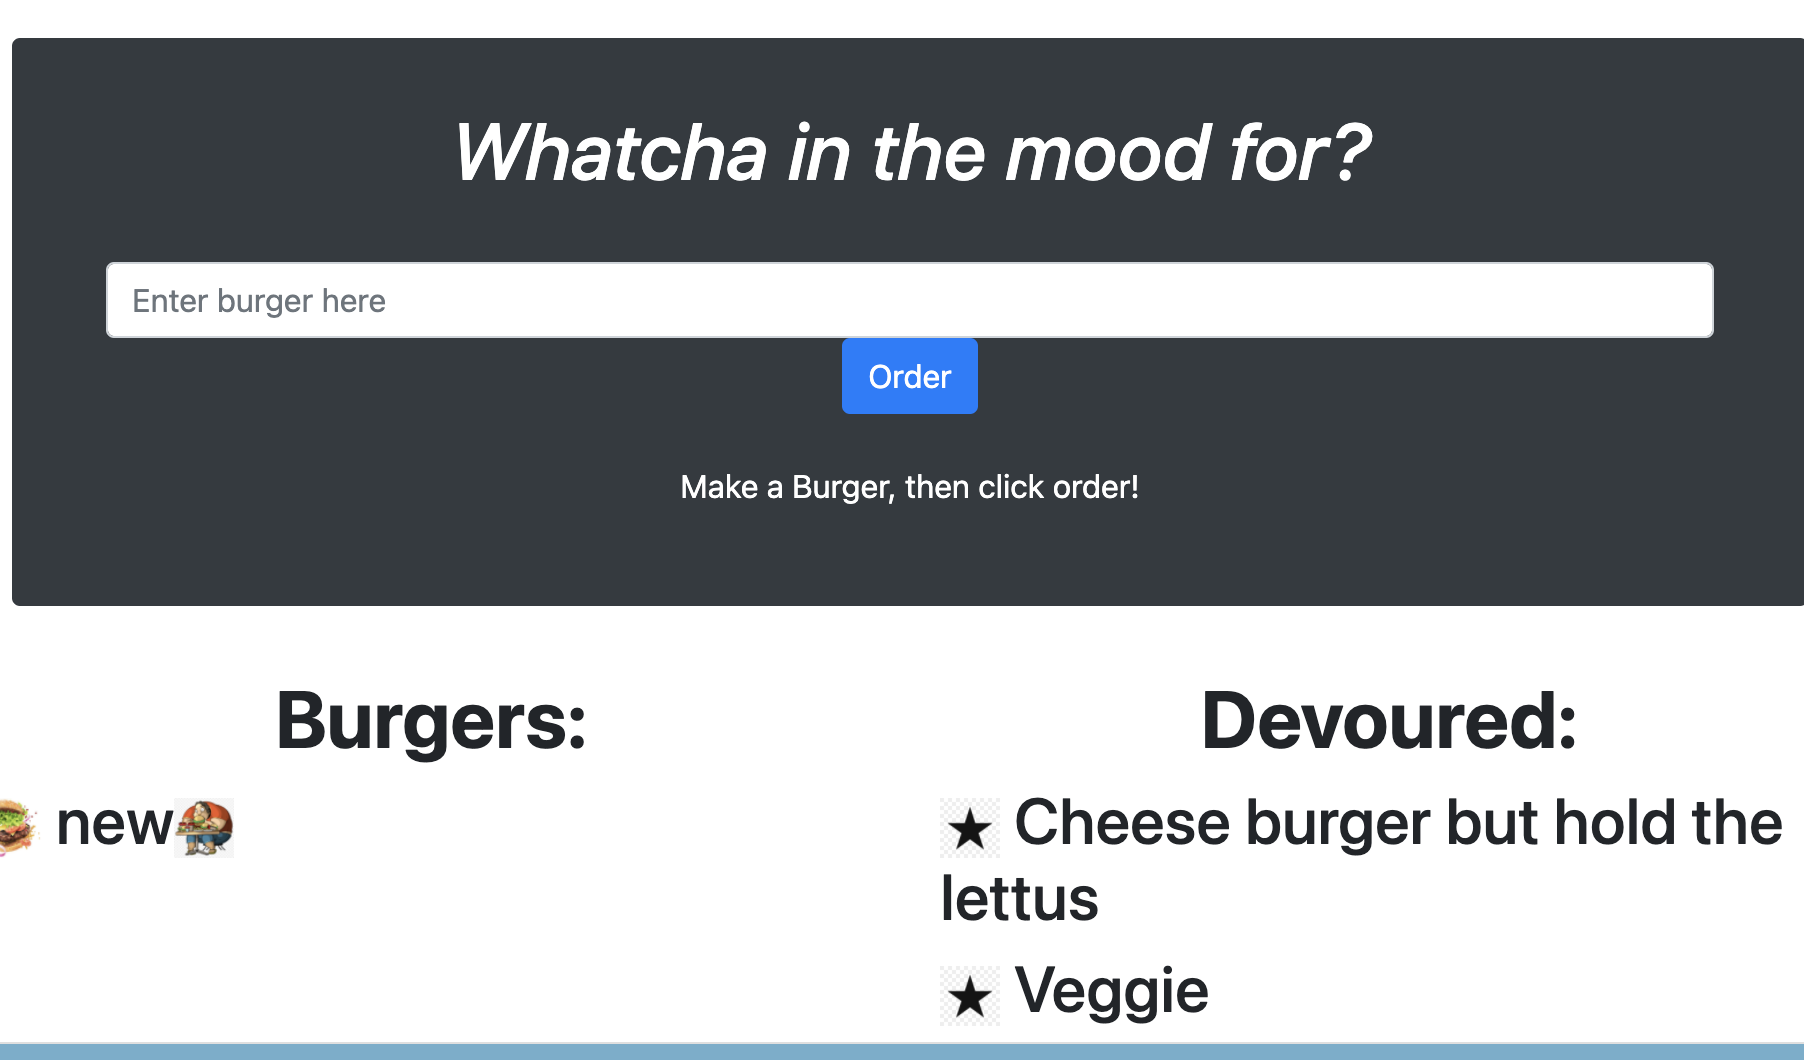 Whatcha in the mood for?
Enter burger here
Order
Make a Burger, then click order!
Burgers:
new
Devoured:
Cheese burger but hold the
lettus
Veggie